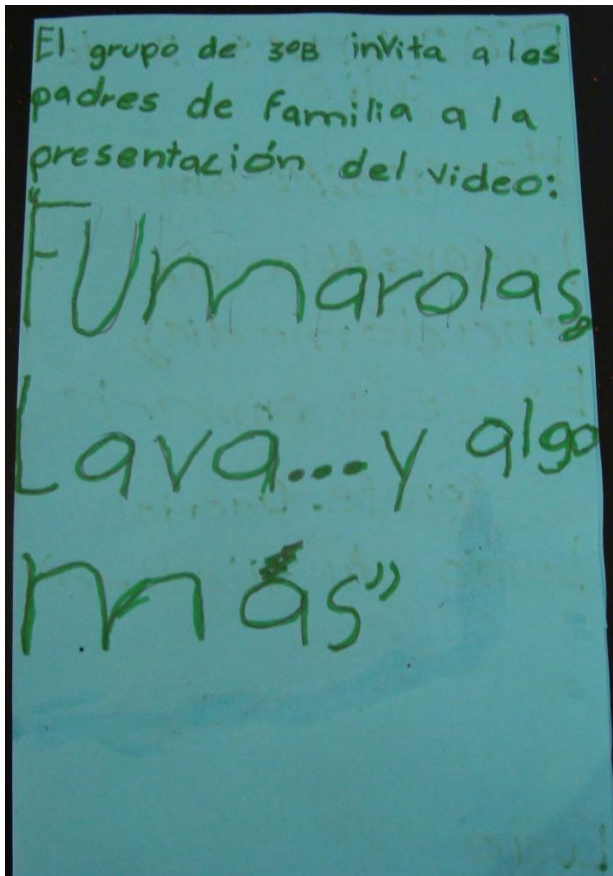 El grupo de 3ºB invita a los
padres de familia a la
presentación del video:
"Fumarolas,
Lava...y algo
más"